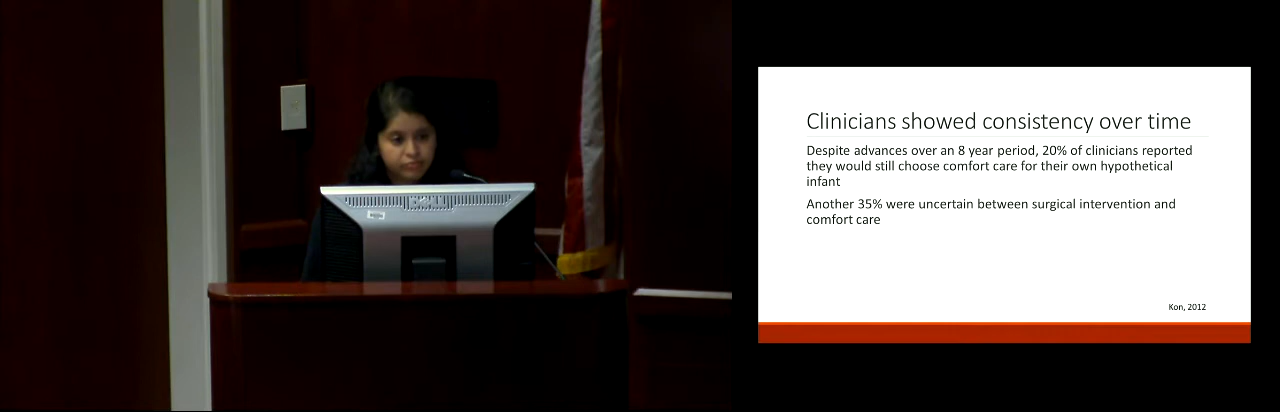 Clinicians showed consistency over time
Despite advances over an 8 year period, 20% of clinicians reported
they would still choose comfort care for their own hypothetical
infant
Another 35% were uncertain between surgical intervention and
comfort care
Kon, 2012